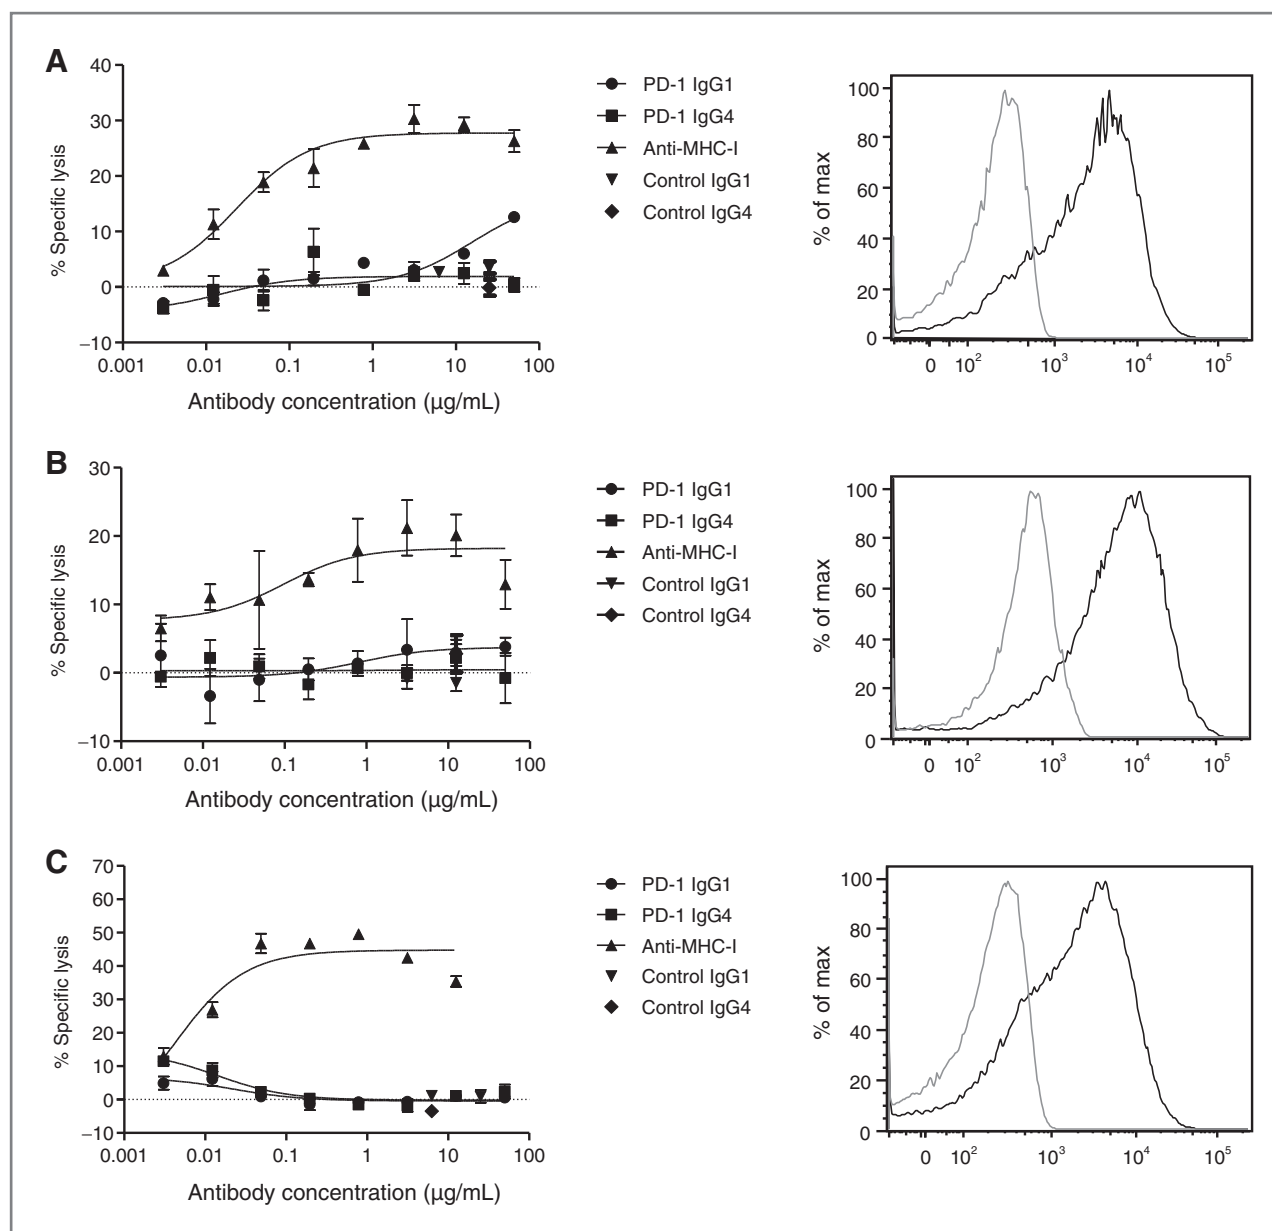 A
40
30
20
10
0
−10
% Specific lysis
0.001 0.01 0.1 1 10 100
Antibody concentration (µg/mL)
PD-1 IgG1
PD-1 IgG4
Anti-MHC-I
Control IgG1
Control IgG4
100
80
60
40
20
0
% of max
0 10² 10³ 10⁴ 10⁵
B
30
20
10
0
−10
% Specific lysis
0.001 0.01 0.1 1 10 100
Antibody concentration (µg/mL)
PD-1 IgG1
PD-1 IgG4
Anti-MHC-I
Control IgG1
Control IgG4
100
80
60
40
20
0
% of max
0 10² 10³ 10⁴ 10⁵
C
70
60
50
40
30
20
10
0
−10
% Specific lysis
0.001 0.01 0.1 1 10 100
Antibody concentration (µg/mL)
PD-1 IgG1
PD-1 IgG4
Anti-MHC-I
Control IgG1
Control IgG4
100
80
60
40
20
0
% of max
0 10² 10³ 10⁴ 10⁵